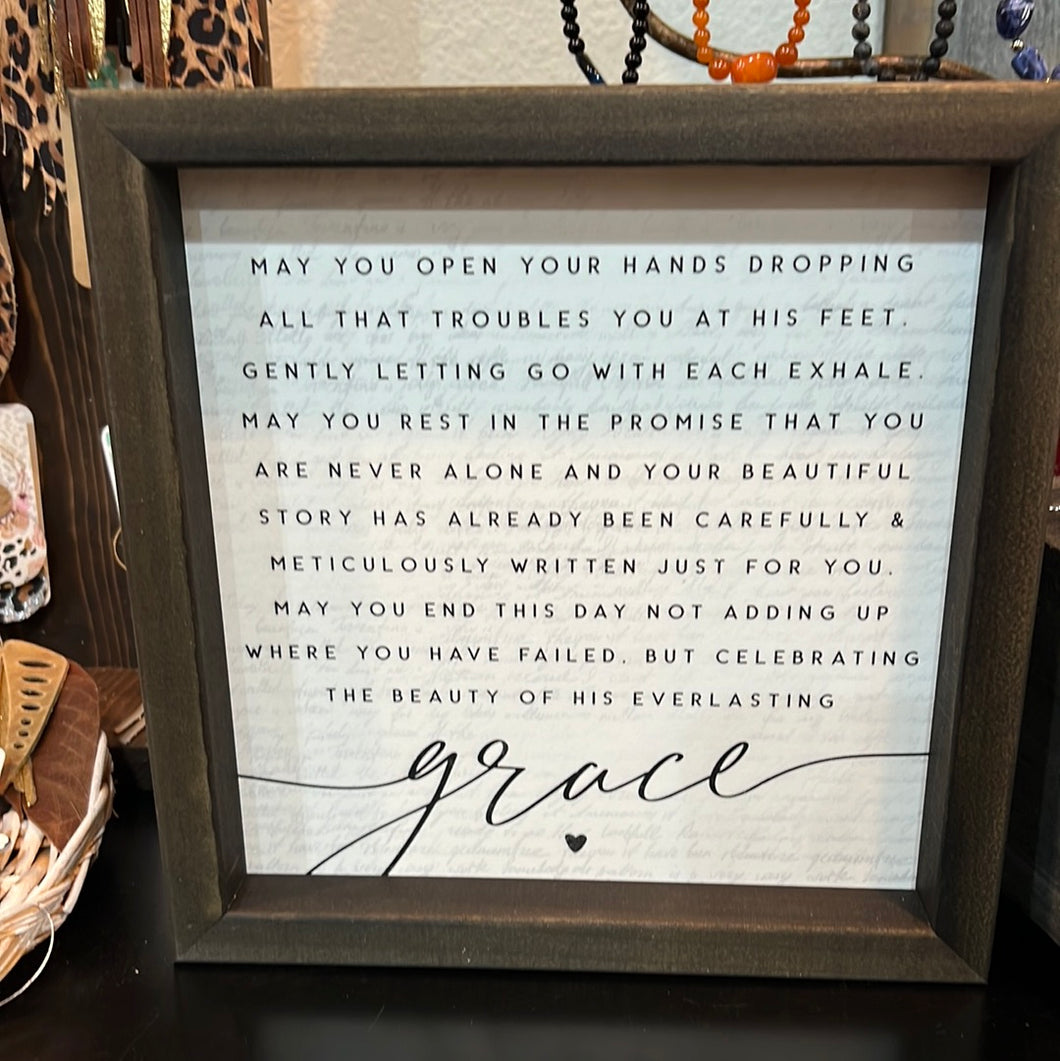 MAY YOU OPEN YOUR HANDS DROPPING
ALL THAT TROUBLES YOU AT HIS FEET.
GENTLY LETTING GO WITH EACH EXHALE.
MAY YOU REST IN THE PROMISE THAT YOU
ARE NEVER ALONE AND YOUR BEAUTIFUL
STORY HAS ALREADY BEEN CAREFULLY &
METICULOUSLY WRITTEN JUST FOR YOU.
MAY YOU END THIS DAY NOT ADDING UP
WHERE YOU HAVE FAILED. BUT CELEBRATING
THE BEAUTY OF HIS EVERLASTING
grace